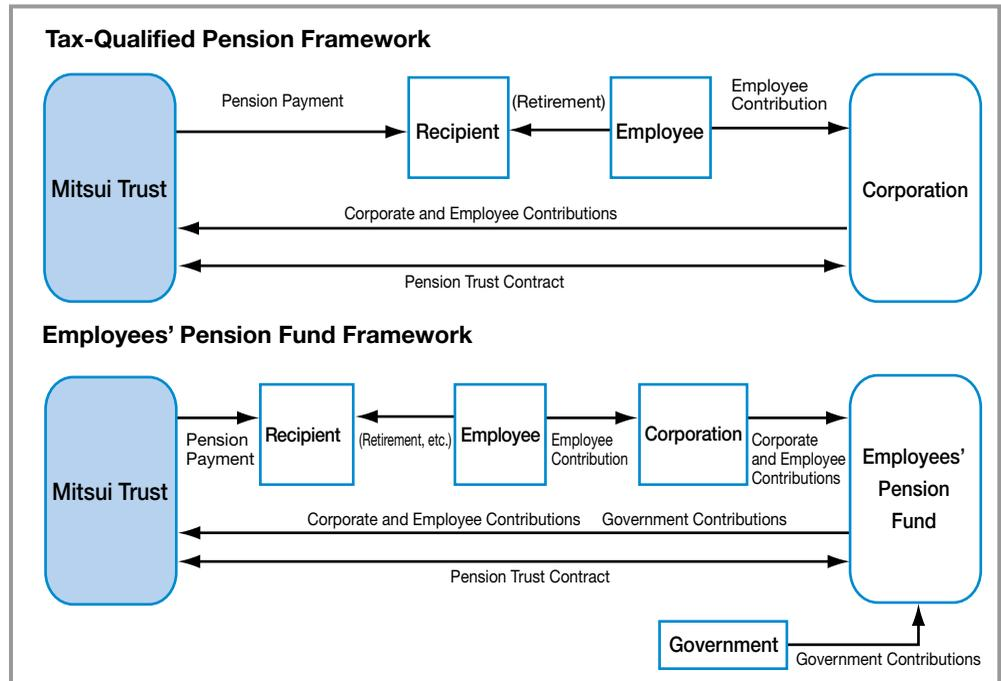 Tax-Qualified Pension Framework
Employee
Contribution
Pension Payment
(Retirement)
Mitsui Trust
Recipient
Employee
Corporation
Corporate and Employee Contributions
Pension Trust Contract
Employees' Pension Fund Framework
Mitsui Trust
Pension
Payment
Recipient
(Retirement, etc.)
Employee
Employee
Contribution
Corporation
Corporate
and Employee
Contributions
Employees'
Pension
Fund
Corporate and Employee Contributions Government Contributions
Pension Trust Contract
Government
Government Contributions